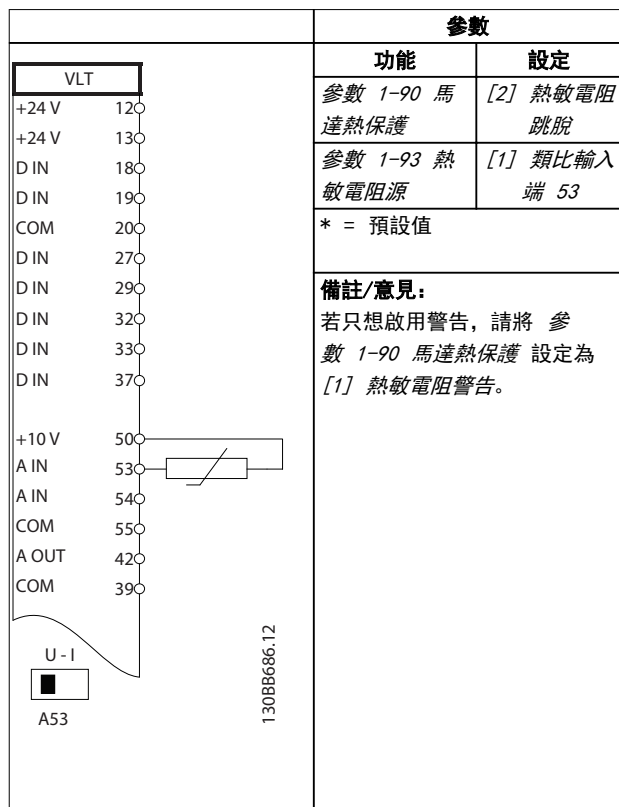 VLT
+24 V 12
+24 V 13
D IN 18
D IN 19
COM 20
D IN 27
D IN 29
D IN 32
D IN 33
D IN 37
+10 V 50
A IN 53
A IN 54
COM 55
A OUT 42
COM 39
U - I
A53
130BB686.12
參數
功能 設定
參數 1-90 馬 [2] 熱敏電阻
達熱保護 跳脫
參數 1-93 熱 [1] 類比輸入
敏電阻源 端 53
* = 預設值
備註/意見:
若只想啟用警告, 請將 參
數 1-90 馬達熱保護 設定為
[1] 熱敏電阻警告。